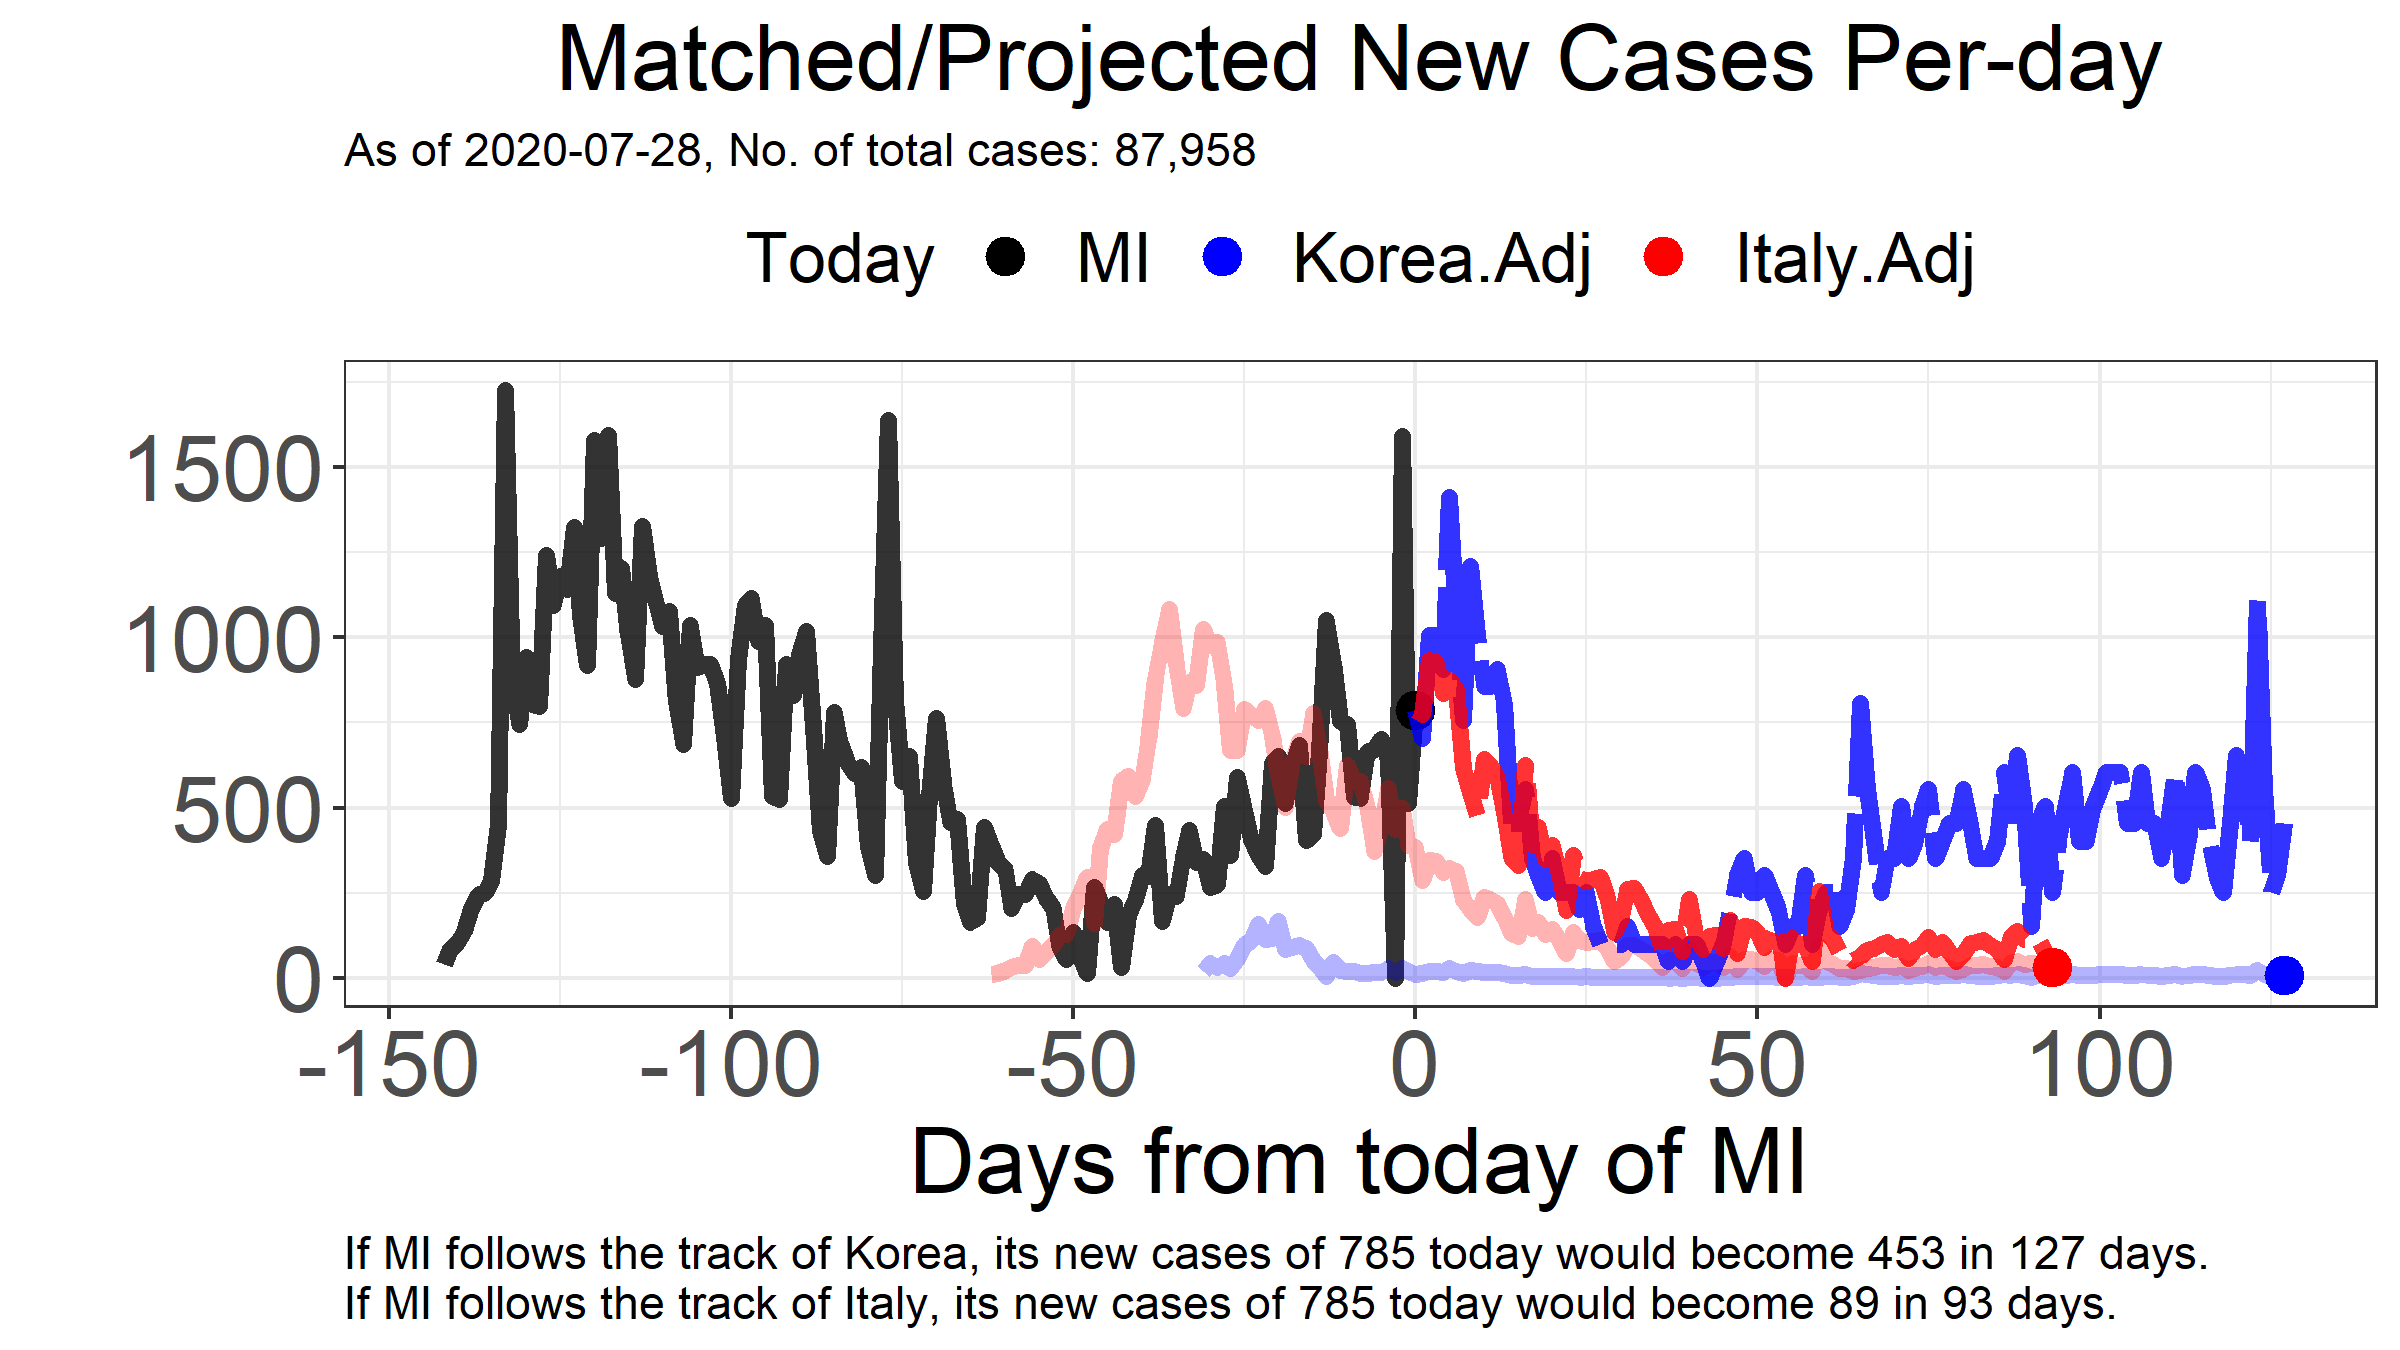 Matched/Projected New Cases Per-day
As of 2020-07-28, No. of total cases: 87,958
Today MI Korea.Adj Italy.Adj
1500
1000
500
0
-150 -100 -50 0 50 100
Days from today of MI
If MI follows the track of Korea, its new cases of 785 today would become 453 in 127 days.
If MI follows the track of Italy, its new cases of 785 today would become 89 in 93 days.